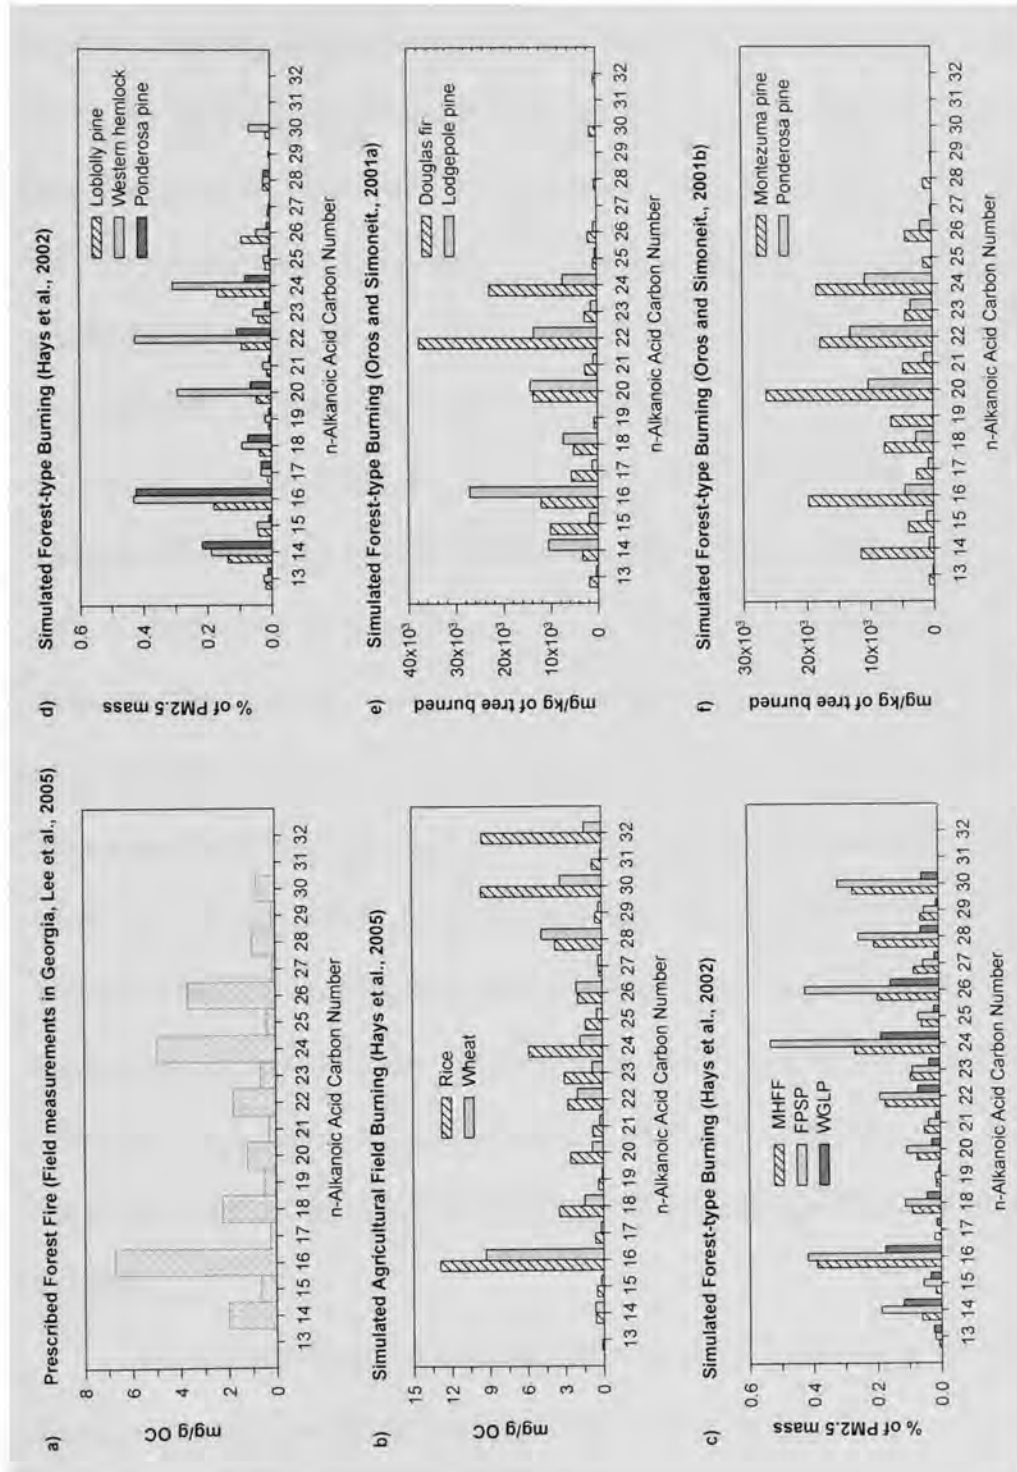 a)
Prescribed Forest Fire (Field measurements in Georgia, Lee et al., 2005)
mg/g OC
8
6
4
2
0
13 14 15 16 17 18 19 20 21 22 23 24 25 26 27 28 29 30 31 32
n-Alkanoic Acid Carbon Number
b)
Simulated Agricultural Field Burning (Hays et al., 2005)
mg/g OC
15
12
9
6
3
0
Rice
Wheat
13 14 15 16 17 18 19 20 21 22 23 24 25 26 27 28 29 30 31 32
n-Alkanoic Acid Carbon Number
c)
Simulated Forest-type Burning (Hays et al., 2002)
% of PM2.5 mass
0.6
0.4
0.2
0.0
MHFF
FPSP
WGLP
13 14 15 16 17 18 19 20 21 22 23 24 25 26 27 28 29 30 31 32
n-Alkanoic Acid Carbon Number
d)
Simulated Forest-type Burning (Hays et al., 2002)
% of PM2.5 mass
0.6
0.4
0.2
0.0
Loblolly pine
Western hemlock
Ponderosa pine
13 14 15 16 17 18 19 20 21 22 23 24 25 26 27 28 29 30 31 32
n-Alkanoic Acid Carbon Number
e)
Simulated Forest-type Burning (Oros and Simoneit., 2001a)
mg/kg of tree burned
40x10³
30x10³
20x10³
10x10³
0
Douglas fir
Lodgepole pine
13 14 15 16 17 18 19 20 21 22 23 24 25 26 27 28 29 30 31 32
n-Alkanoic Acid Carbon Number
f)
Simulated Forest-type Burning (Oros and Simoneit., 2001b)
mg/kg of tree burned
30x10³
20x10³
10x10³
0
Montezuma pine
Ponderosa pine
13 14 15 16 17 18 19 20 21 22 23 24 25 26 27 28 29 30 31 32
n-Alkanoic Acid Carbon Number